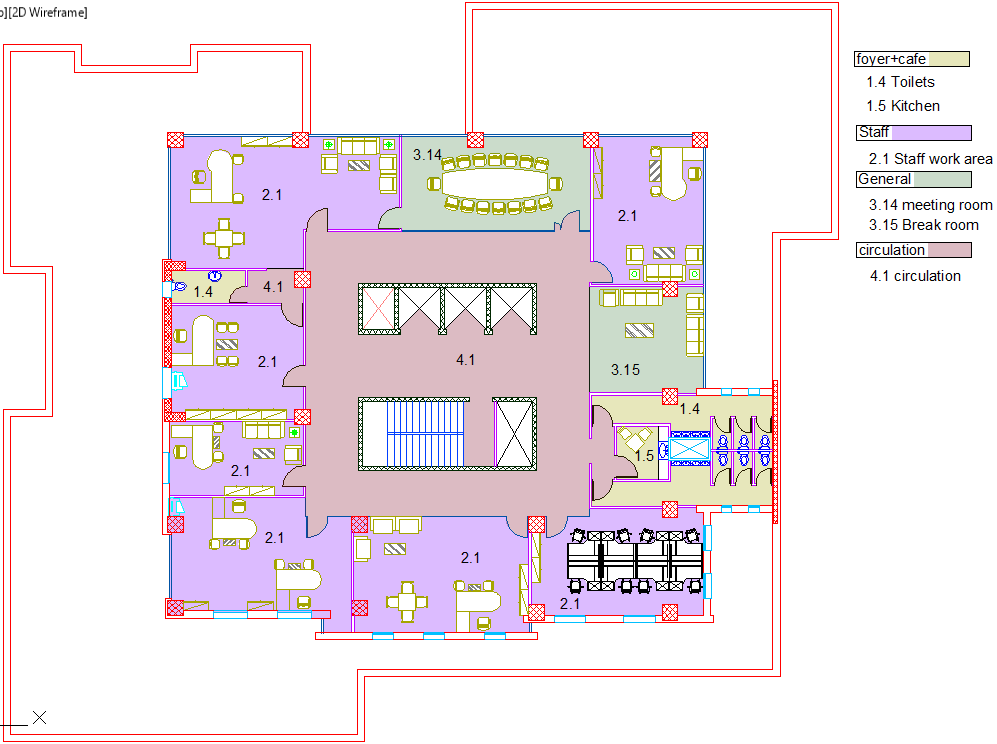 ][2D Wireframe]
foyer+cafe
1.4 Toilets
1.5 Kitchen
Staff
2.1 Staff work area
General
3.14 meeting room
3.15 Break room
circulation
4.1 circulation
3.14
2.1
2.1
1.4
4.1
4.1
2.1
3.15
1.4
1.5
2.1
2.1
2.1
2.1